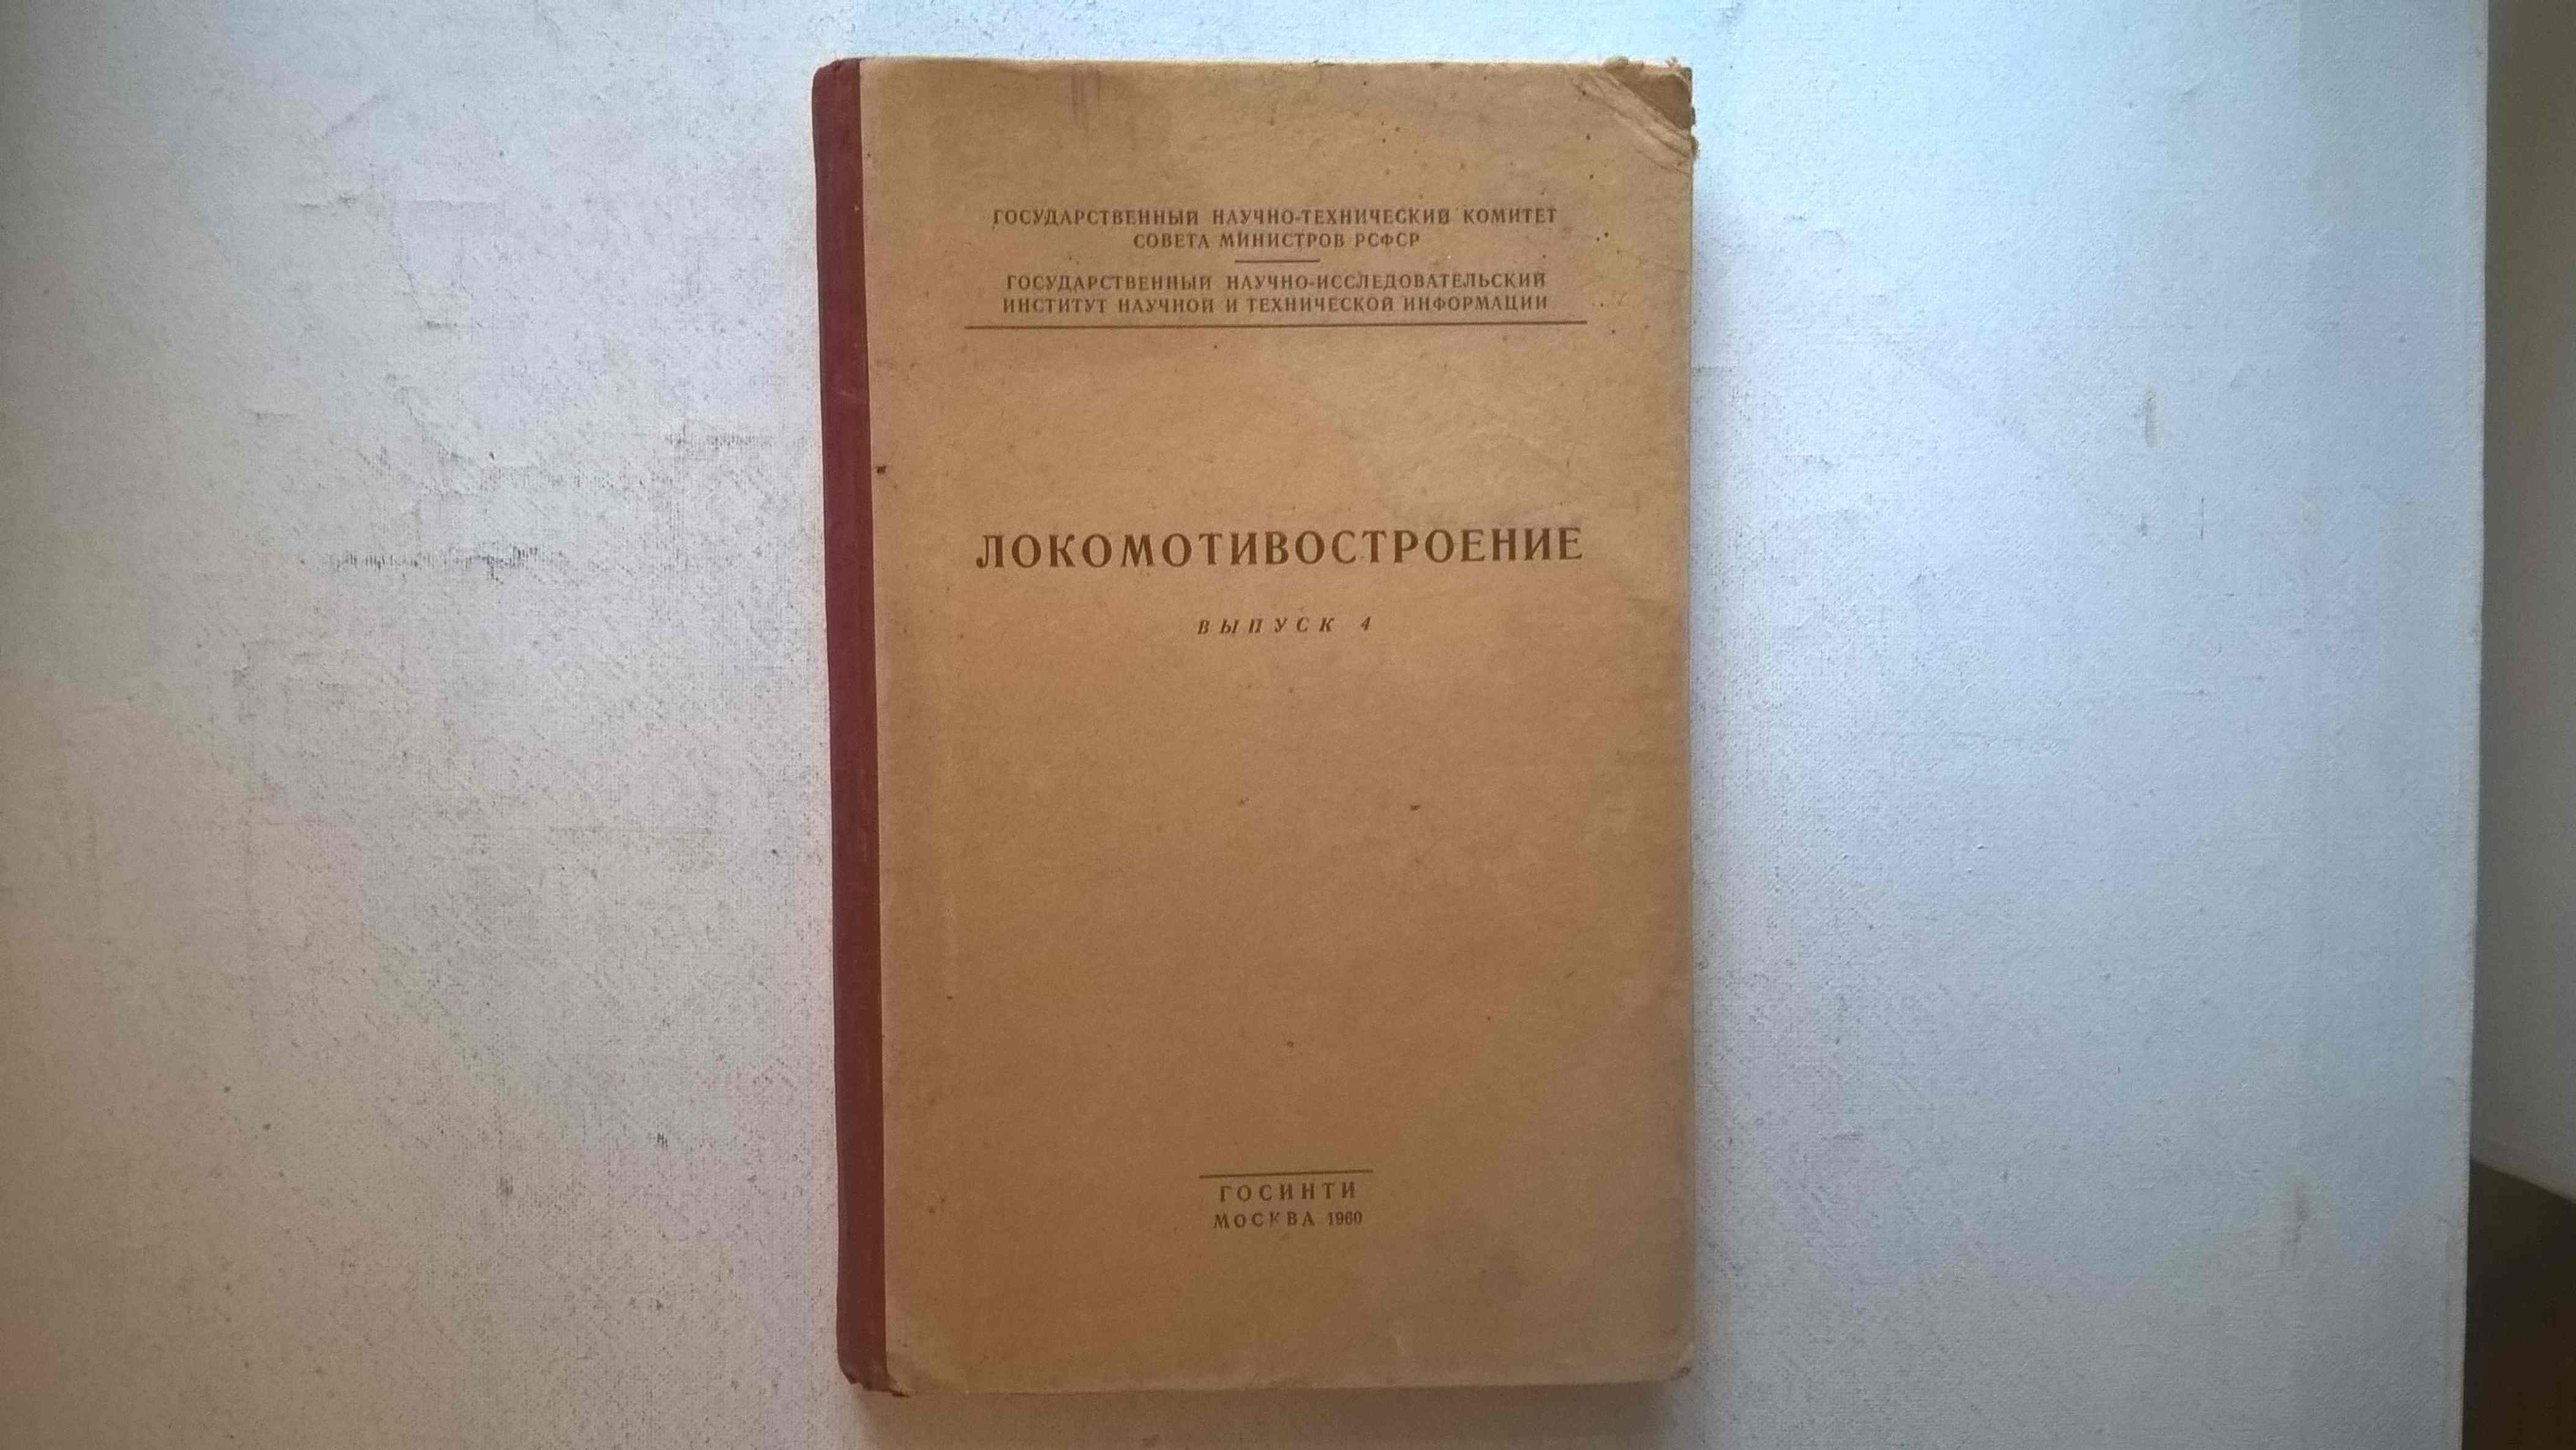 ГОСУДАРСТВЕННЫЙ НАУЧНО-ТЕХНИЧЕСКИЙ КОМИТЕТ
СОВЕТА МИНИСТРОВ РСФСР
ГОСУДАРСТВЕННЫЙ НАУЧНО-ИССЛЕДОВАТЕЛЬСКИЙ
ИНСТИТУТ НАУЧНОЙ И ТЕХНИЧЕСКОЙ ИНФОРМАЦИИ
ЛОКОМОТИВОСТРОЕНИЕ
ВЫПУСК 4
ГОСИНТИ
МОСКВА 1960